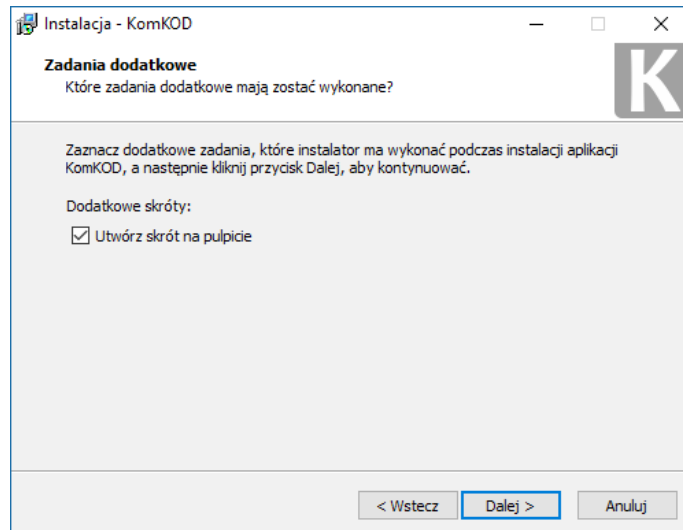 Instalacja - KomKOD
Zadania dodatkowe
Które zadania dodatkowe mają zostać wykonane?
K
Zaznacz dodatkowe zadania, które instalator ma wykonać podczas instalacji aplikacji
KomKOD, a następnie kliknij przycisk Dalej, aby kontynuować.
Dodatkowe skróty:
Utwórz skrót na pulpicie
< Wstecz
Dalej >
Anuluj